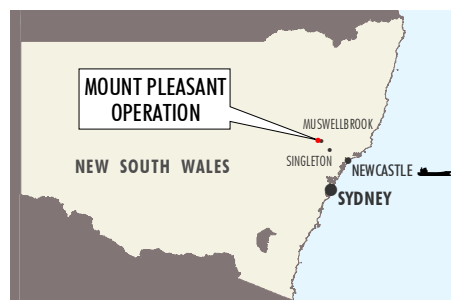 MOUNT PLEASANT
OPERATION
MUSWELLBROOK
SINGLETON
NEW SOUTH WALES
NEWCASTLE
SYDNEY